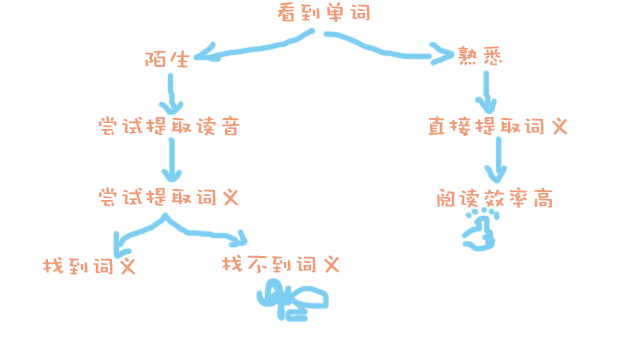 看到单词
陌生
熟悉
尝试提取读音
直接提取词义
尝试提取词义
阅读效率高
找到词义
找不到词义